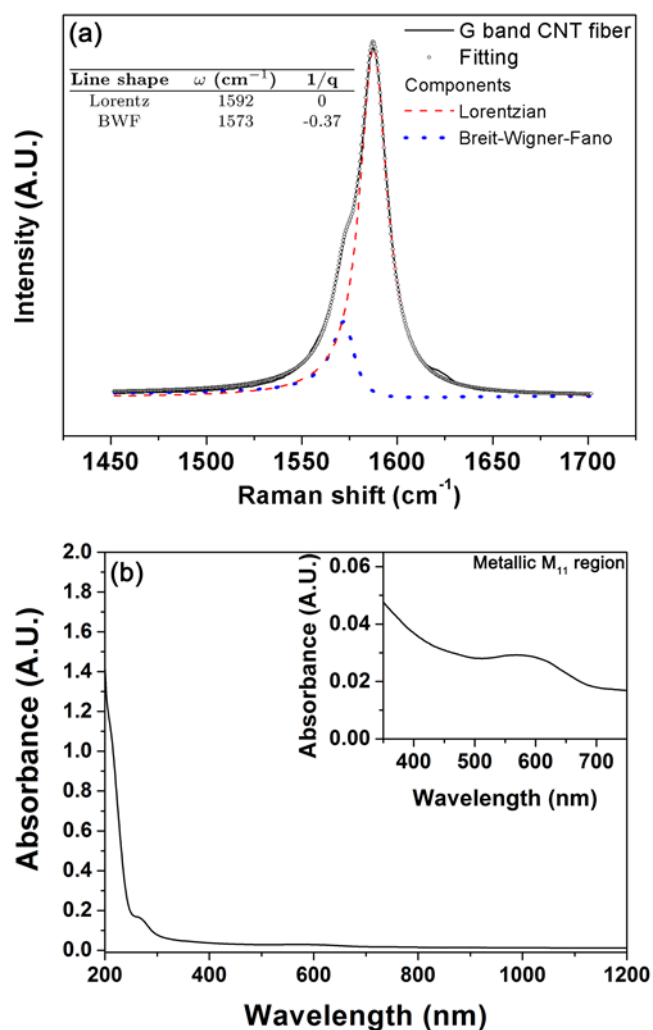 (a)
G band CNT fiber
Fitting
Components
Lorentzian
Breit-Wigner-Fano
Line shape ω (cm⁻¹) 1/q
Lorentz 1592 0
BWF 1573 -0.37
Intensity (A.U.)
1450 1500 1550 1600 1650 1700
Raman shift (cm⁻¹)
(b)
Absorbance (A.U.)
2.0
1.8
1.6
1.4
1.2
1.0
0.8
0.6
0.4
0.2
0.0
200 400 600 800 1000 1200
Wavelength (nm)
Metallic M₁₁ region
Absorbance (A.U.)
0.06
0.04
0.02
0.00
400 500 600 700
Wavelength (nm)